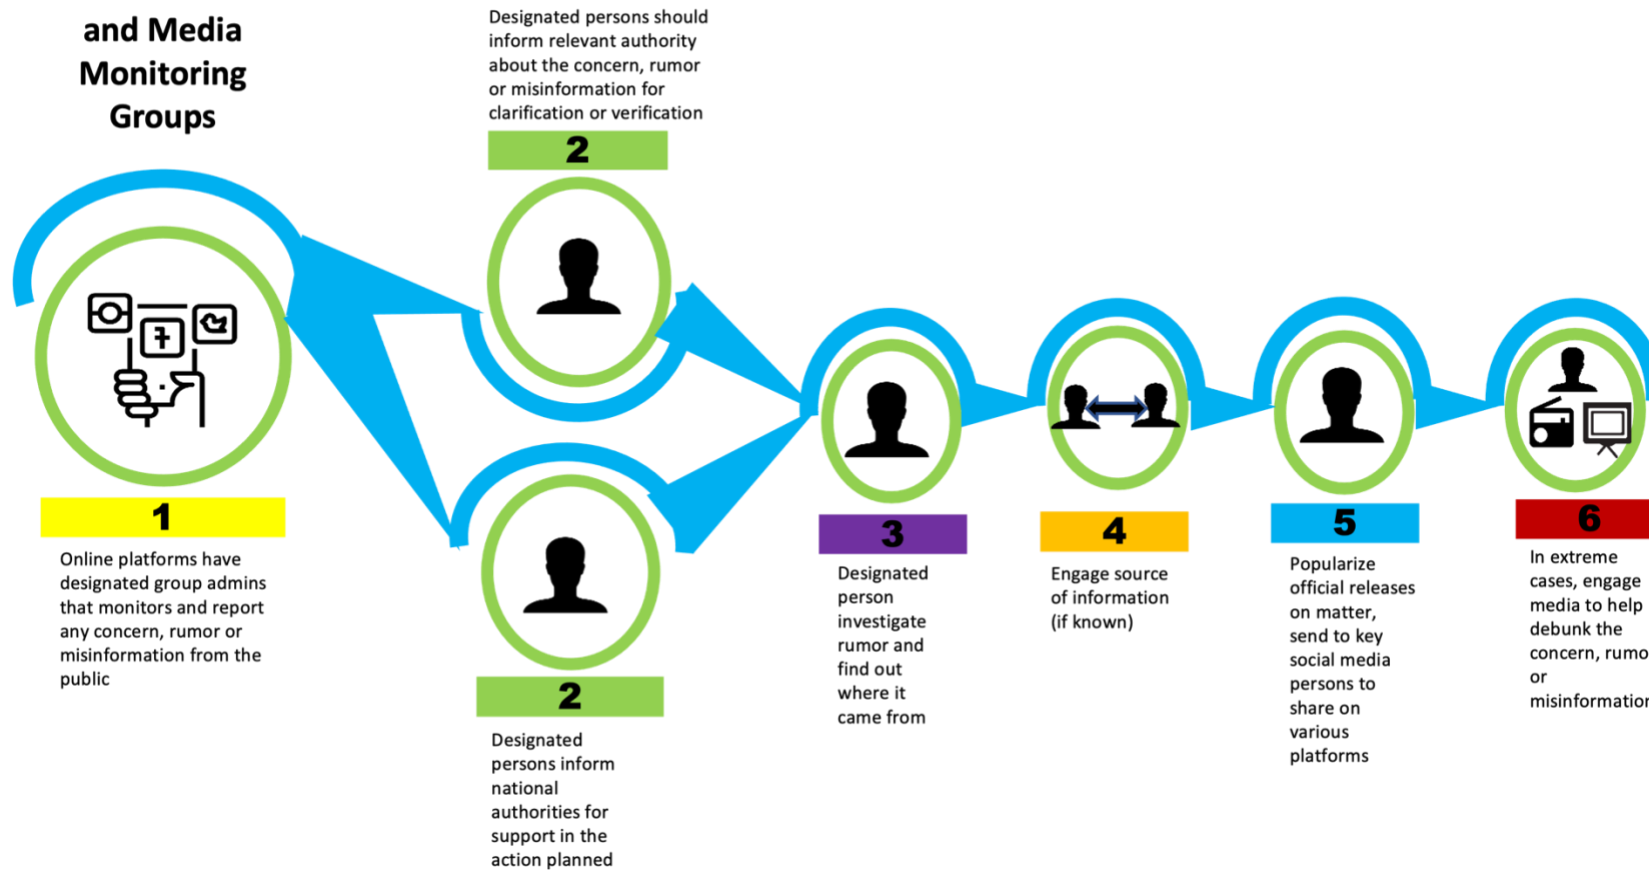 and Media
Monitoring
Groups
Designated persons should
inform relevant authority
about the concern, rumor
or misinformation for
clarification or verification
2
1
Online platforms have
designated group admins
that monitors and report
any concern, rumor or
misinformation from the
public
2
Designated
persons inform
national
authorities for
support in the
action planned
3
Designated
person
investigate
rumor and
find out
where it
came from
4
Engage source
of information
(if known)
5
Popularize
official releases
on matter,
send to key
social media
persons to
share on
various
platforms
6
In extreme
cases, engage
media to help
debunk the
concern, rumo
or
misinformation